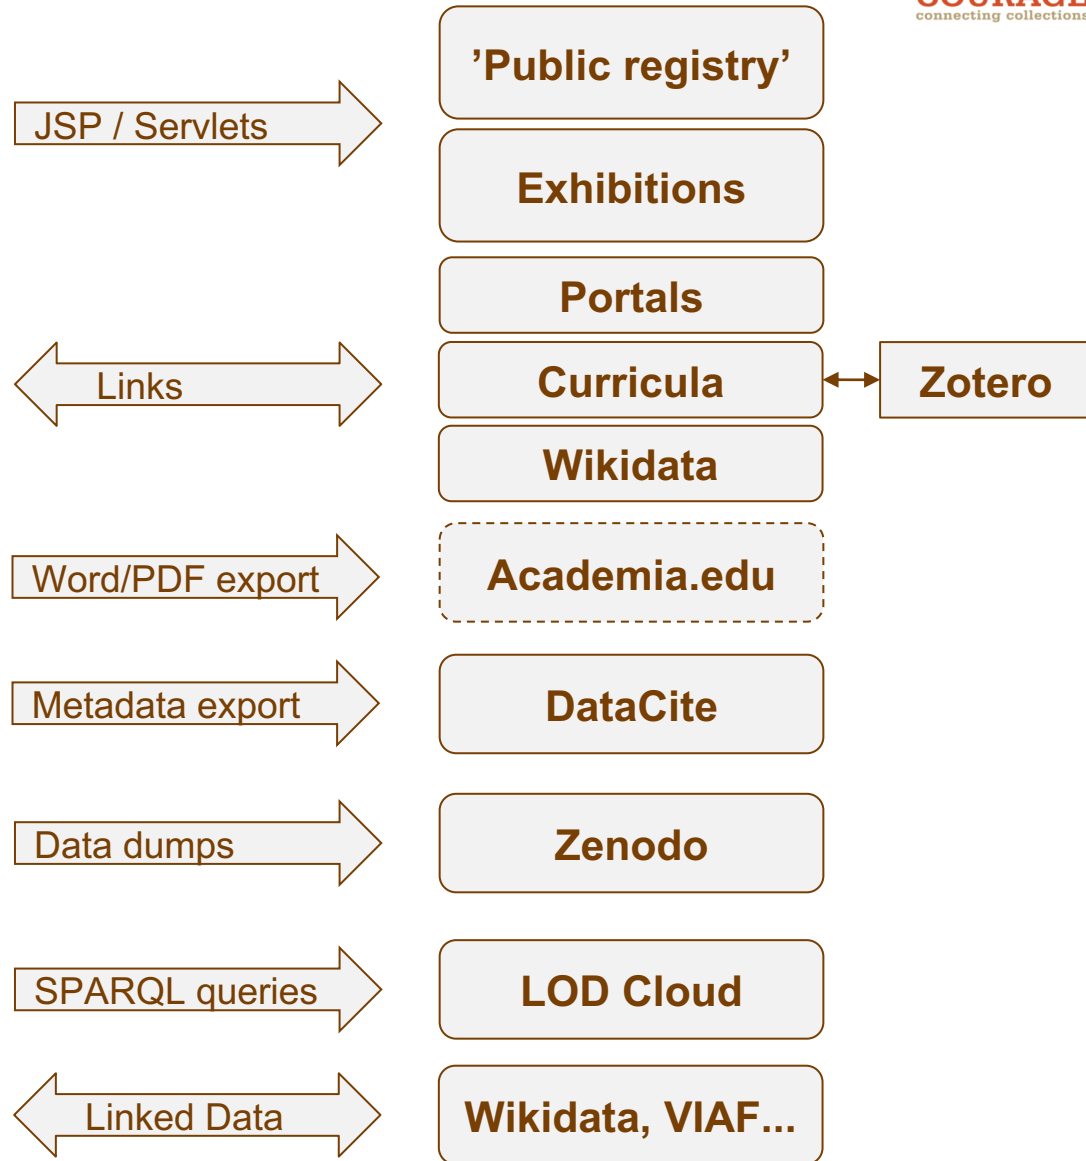 COURAGE
connecting collections
’Public registry’
JSP / Servlets
Exhibitions
Portals
Links
Curricula
Zotero
Wikidata
Word/PDF export
Academia.edu
Metadata export
DataCite
Data dumps
Zenodo
SPARQL queries
LOD Cloud
Linked Data
Wikidata, VIAF...